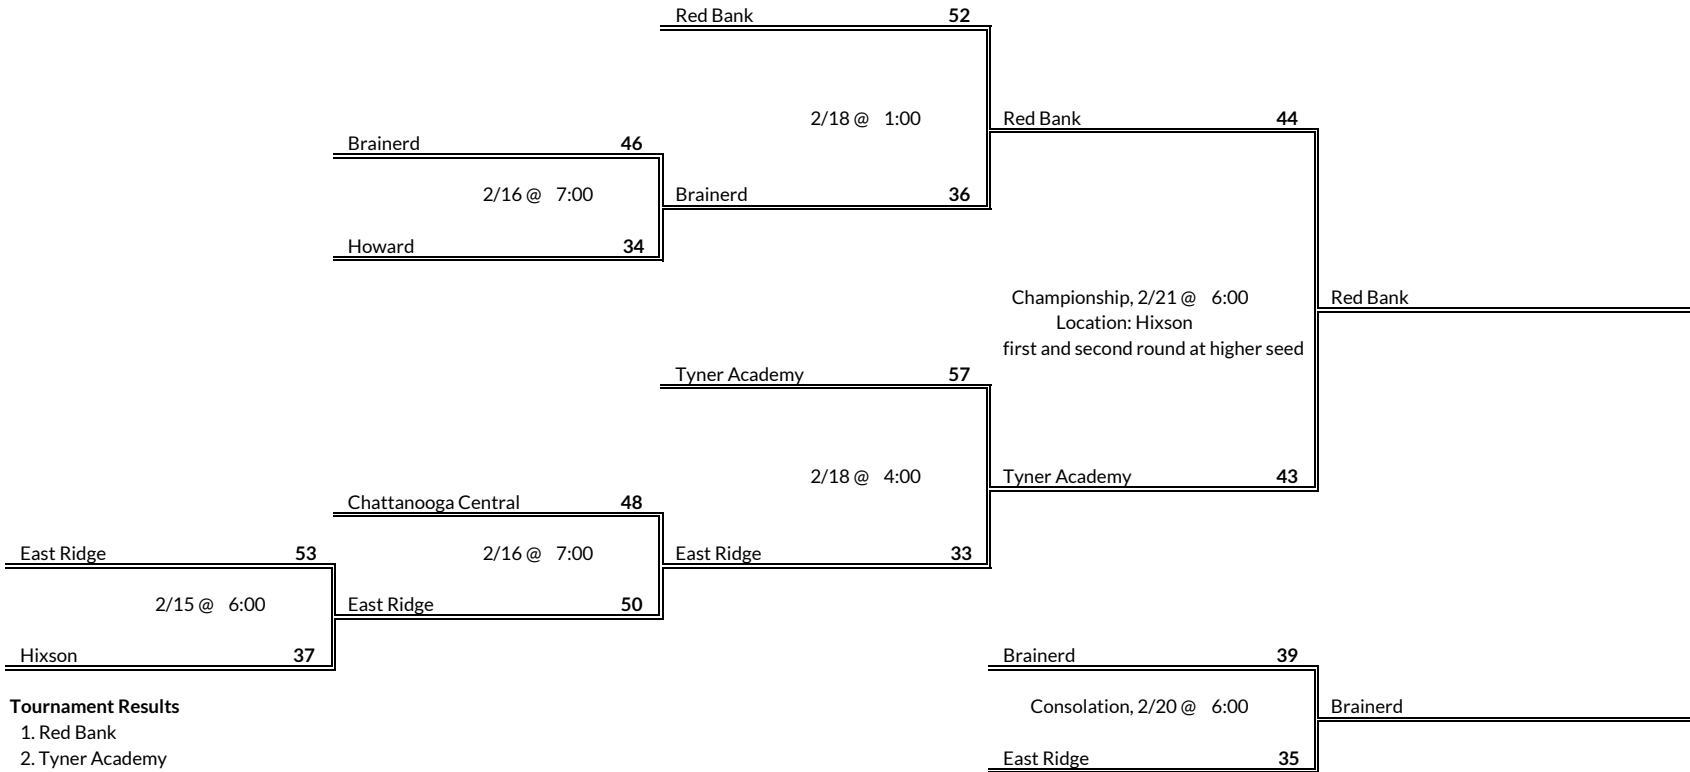 Red Bank 52
2/18 @ 1:00
Red Bank 44
Brainerd 46
2/16 @ 7:00
Brainerd 36
Howard 34
Championship, 2/21 @ 6:00
Red Bank
Location: Hixson
first and second round at higher seed
Tyner Academy 57
2/18 @ 4:00
Tyner Academy 43
Chattanooga Central 48
East Ridge 53
2/16 @ 7:00
East Ridge 33
2/15 @ 6:00
East Ridge 50
Hixson 37
Brainerd 39
Tournament Results
Consolation, 2/20 @ 6:00
Brainerd
1. Red Bank
2. Tyner Academy
East Ridge 35